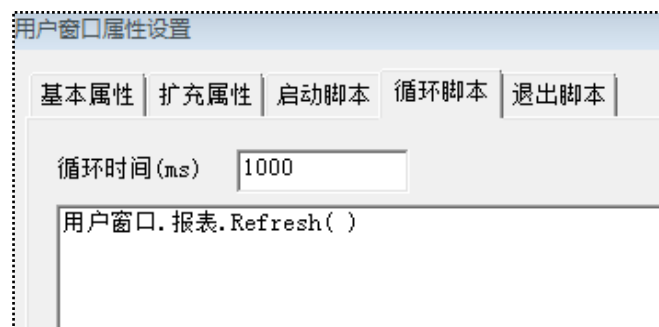 用户窗口属性设置
基本属性 扩充属性 启动脚本 循环脚本 退出脚本
循环时间(ms) 1000
用户窗口.报表.Refresh( )